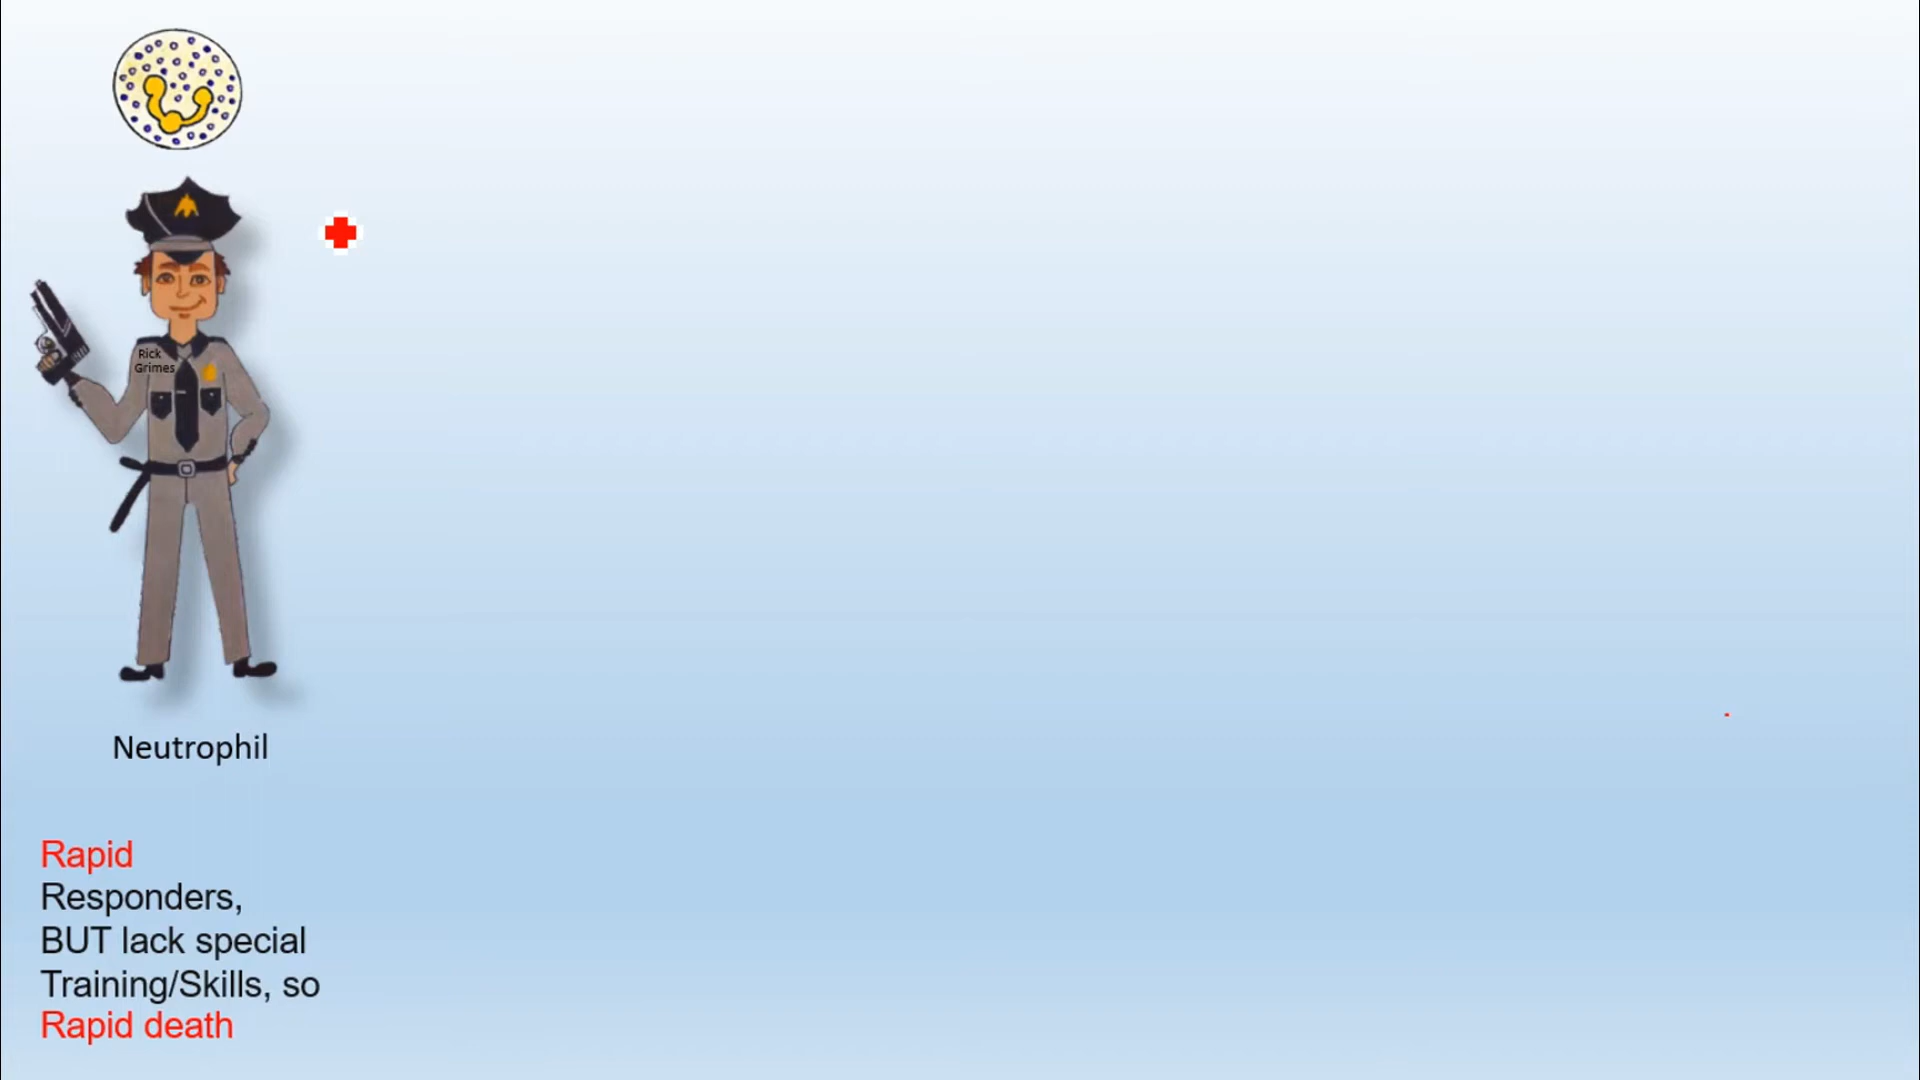 Rick
Grimes
Neutrophil
Rapid
Responders,
BUT lack special
Training/Skills, so
Rapid death